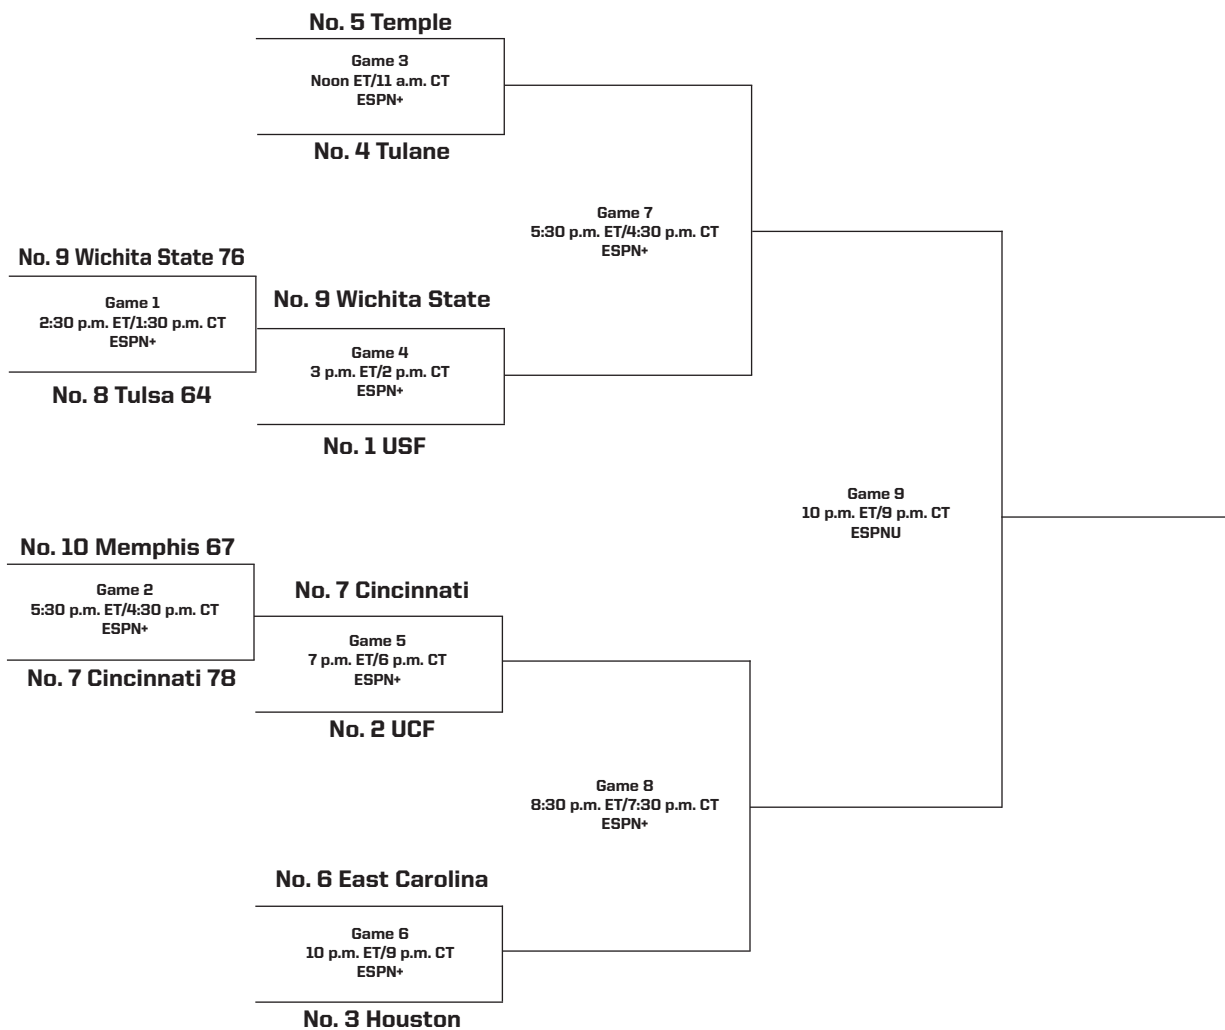 No. 5 Temple
Game 3
Noon ET/11 a.m. CT
ESPN+
No. 4 Tulane
Game 7
5:30 p.m. ET/4:30 p.m. CT
ESPN+
No. 9 Wichita State 76
Game 1
2:30 p.m. ET/1:30 p.m. CT
ESPN+
No. 8 Tulsa 64
No. 9 Wichita State
Game 4
3 p.m. ET/2 p.m. CT
ESPN+
No. 1 USF
Game 9
10 p.m. ET/9 p.m. CT
ESPNU
No. 10 Memphis 67
Game 2
5:30 p.m. ET/4:30 p.m. CT
ESPN+
No. 7 Cincinnati 78
No. 7 Cincinnati
Game 5
7 p.m. ET/6 p.m. CT
ESPN+
No. 2 UCF
Game 8
8:30 p.m. ET/7:30 p.m. CT
ESPN+
No. 6 East Carolina
Game 6
10 p.m. ET/9 p.m. CT
ESPN+
No. 3 Houston